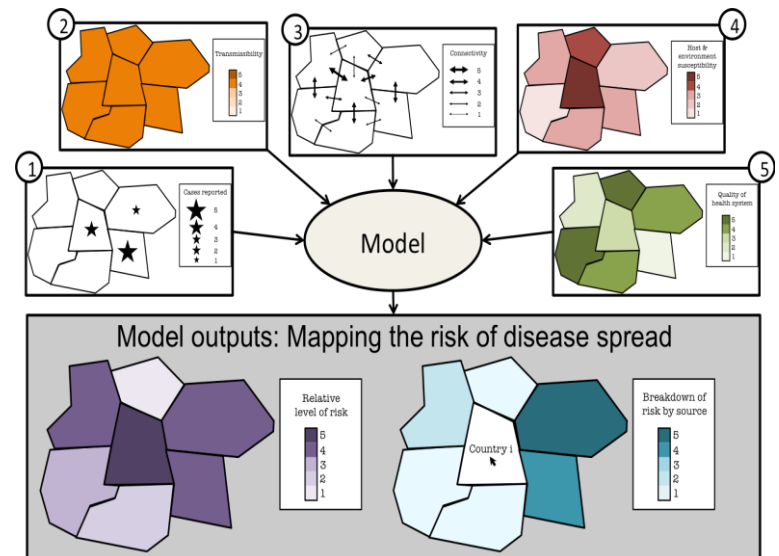 2
Transmissibility
5
4
3
2
1
3
Connectivity
5
4
3
2
1
4
Host &
environment
susceptibility
5
4
3
2
1
1
Cases reported
5
4
3
2
1
Model
5
Quality of
health system
5
4
3
2
1
Model outputs: Mapping the risk of disease spread
Relative
level of risk
5
4
3
2
1
Country i
Breakdown of
risk by source
5
4
3
2
1